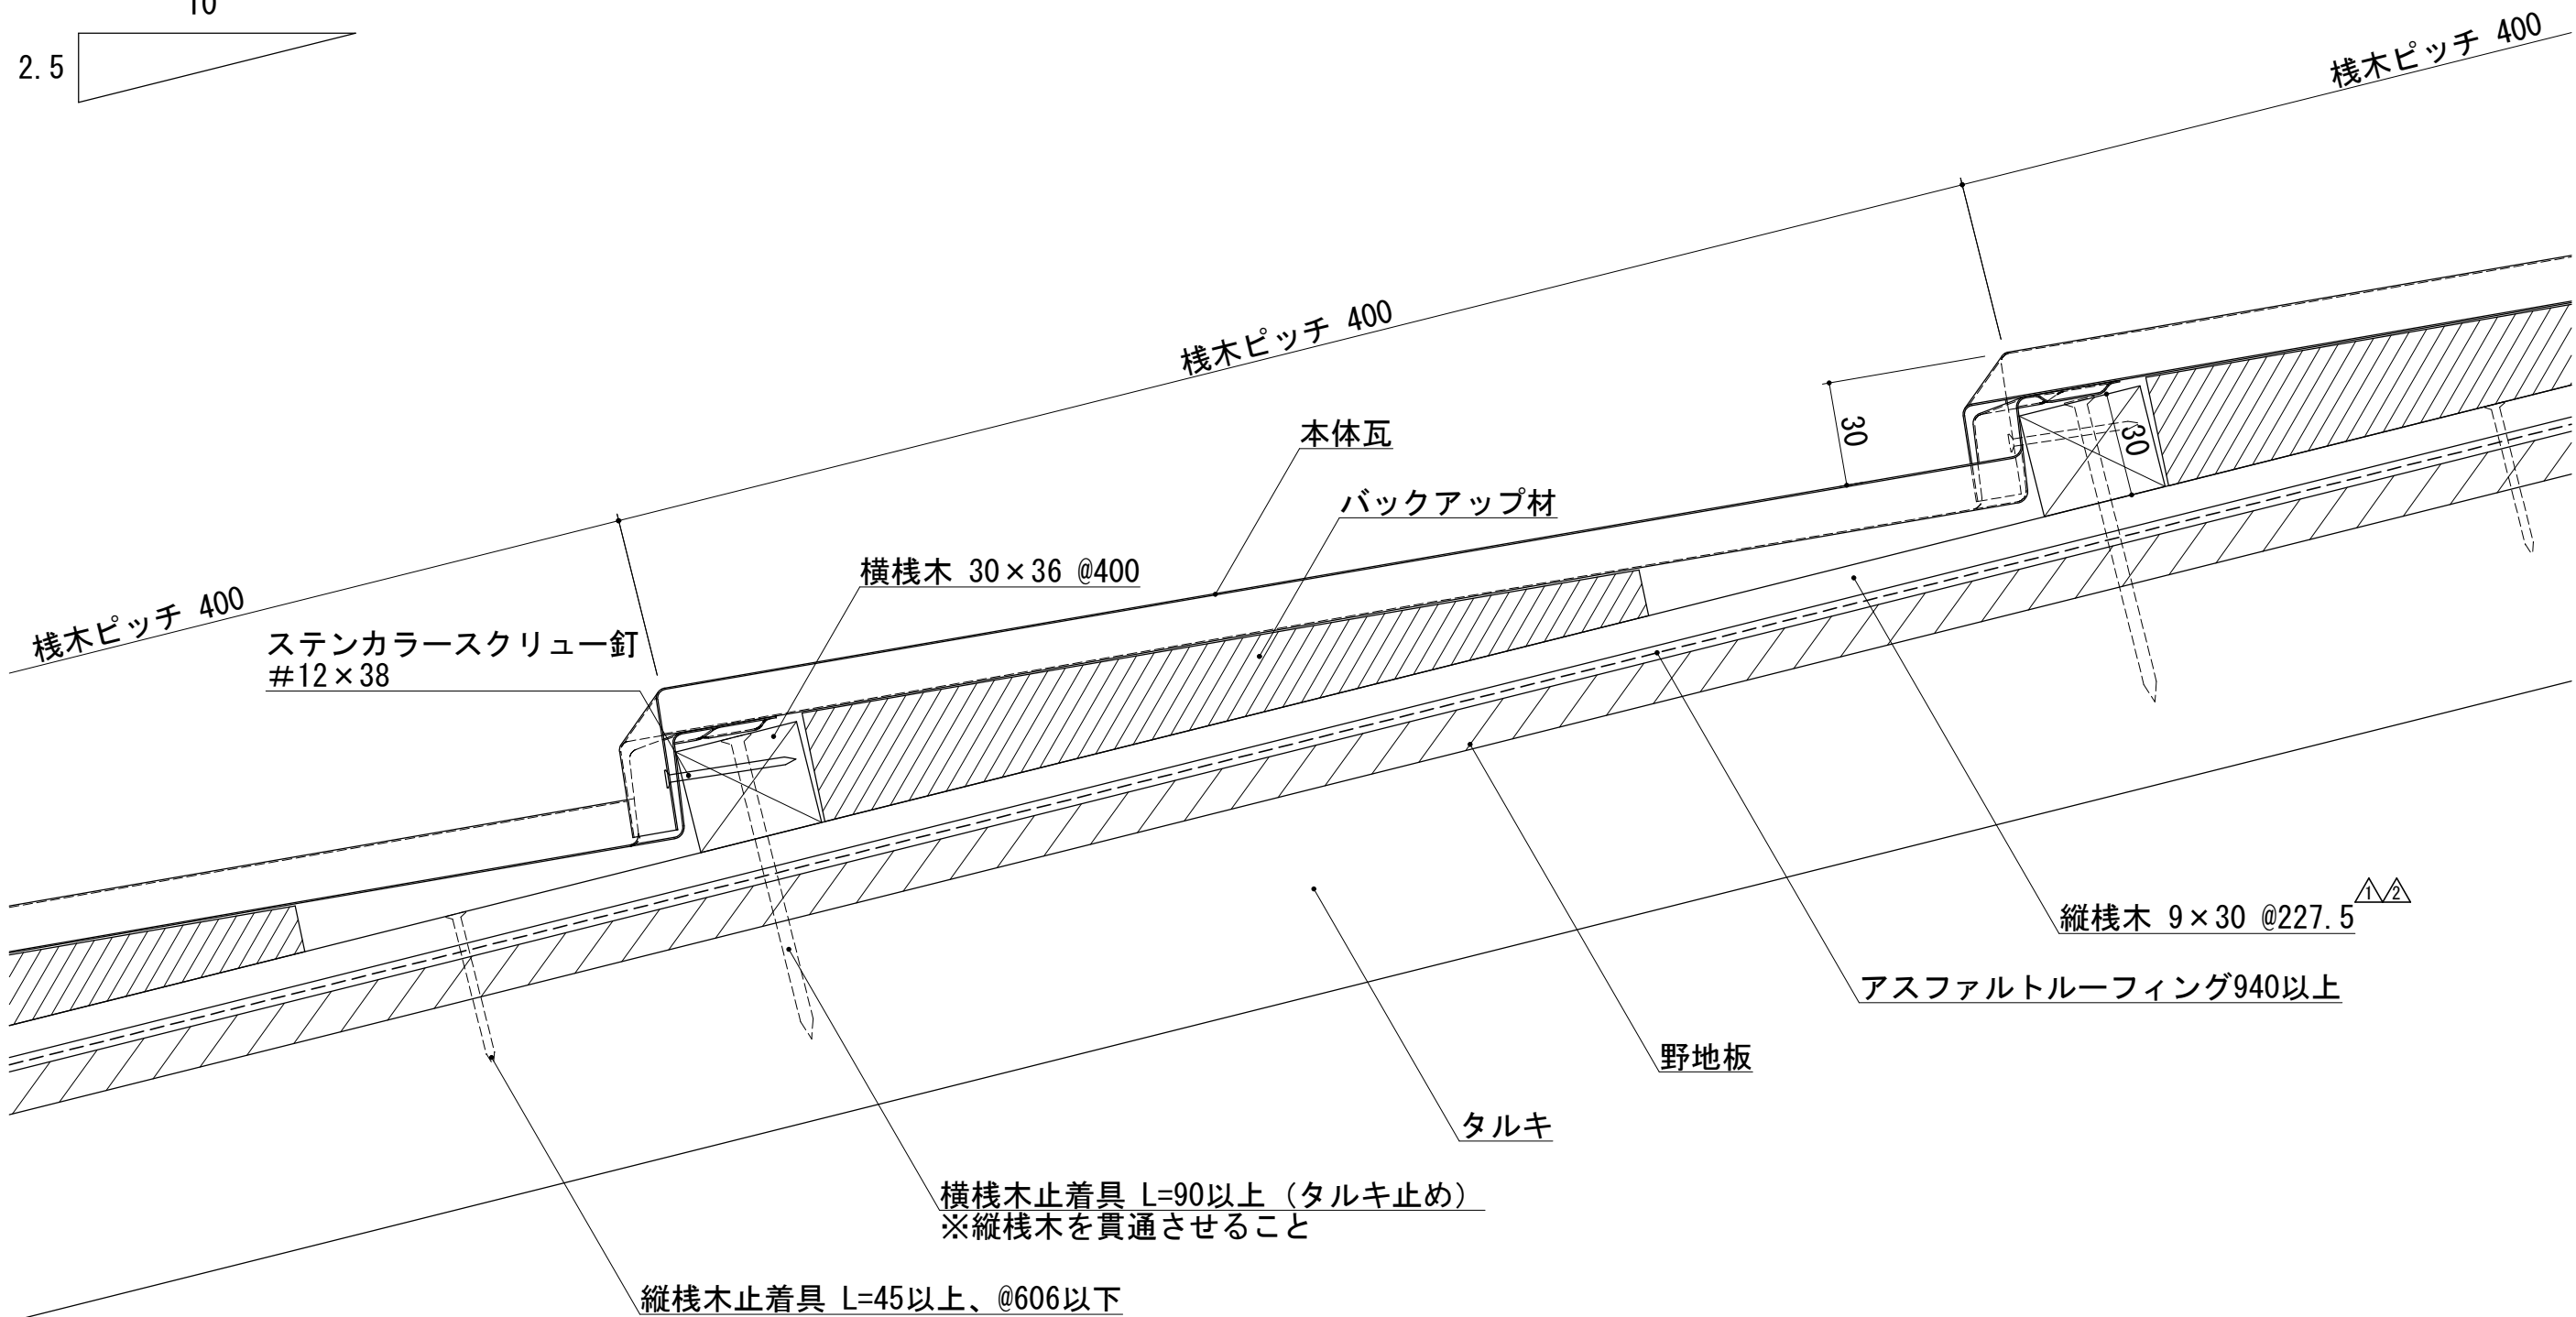 10
2.5
桟木ピッチ 400
桟木ピッチ 400
桟木ピッチ 400
30
30
本体瓦
バックアップ材
横桟木 30×36 @400
ステンカラースクリュー釘
#12×38
縦桟木 9×30 @227.5
1 2
アスファルトルーフィング940以上
野地板
タルキ
横桟木止着具 L=90以上（タルキ止め）
※縦桟木を貫通させること
縦桟木止着具 L=45以上、@606以下